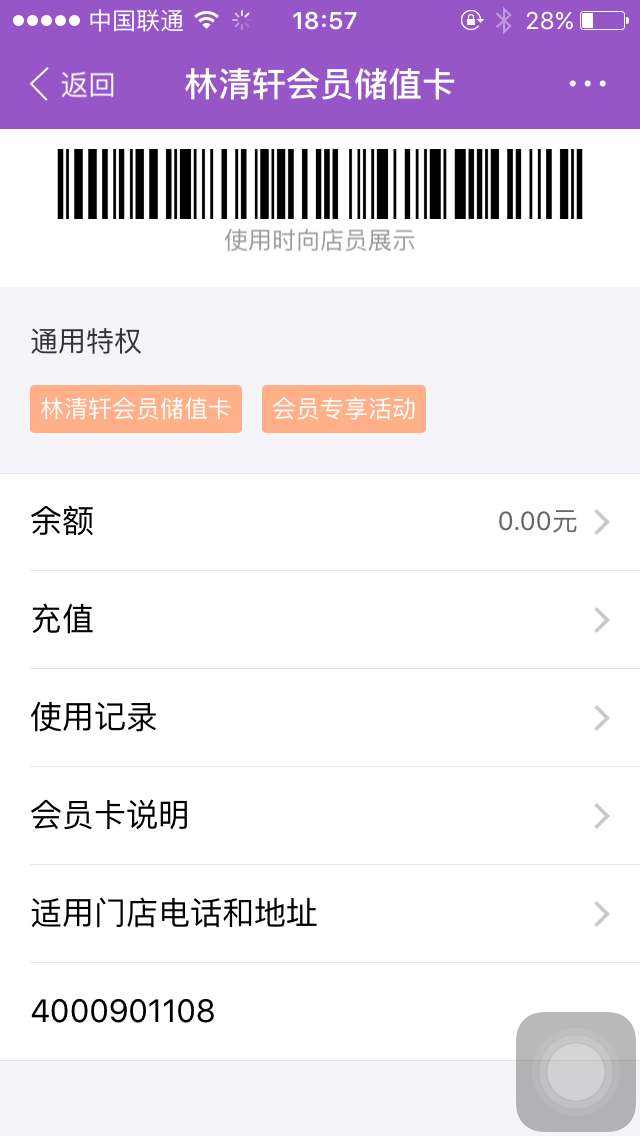 中国联通 18:57 28%
返回 林清轩会员储值卡
使用时向店员展示
通用特权
林清轩会员储值卡 会员专享活动
余额 0.00元
充值
使用记录
会员卡说明
适用门店电话和地址
4000901108